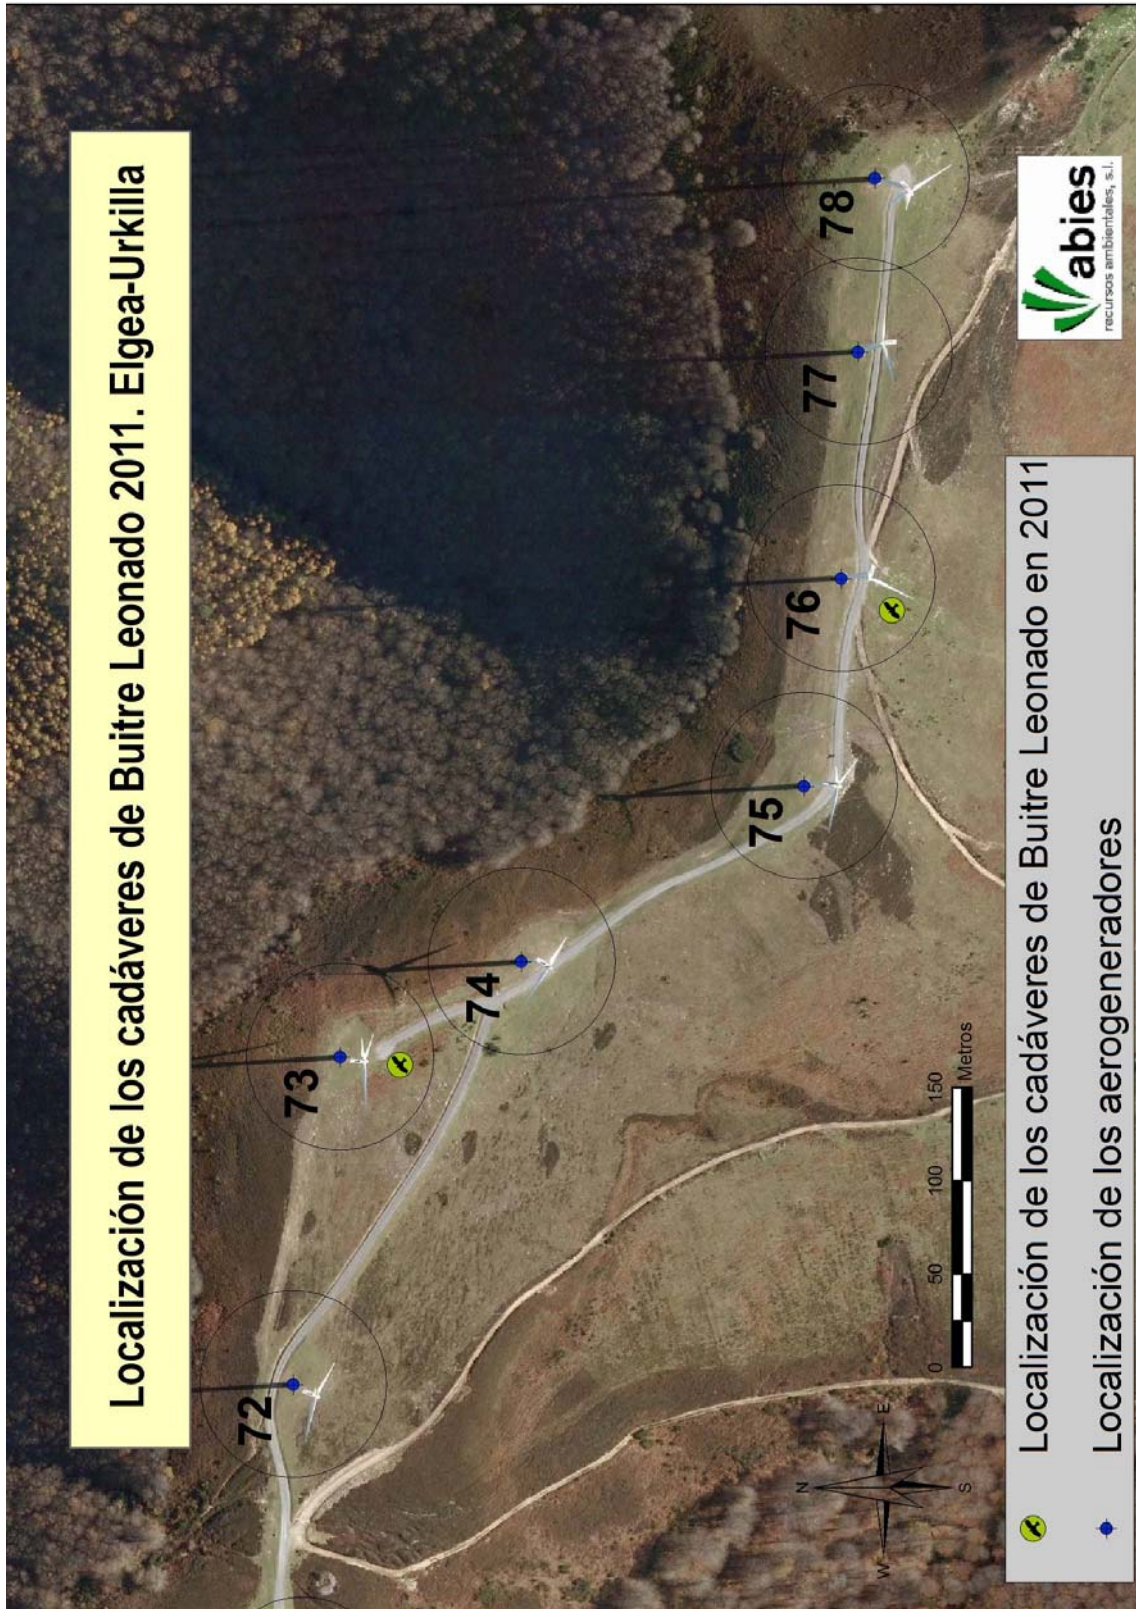 Localización de los cadáveres de Buitre Leonado 2011. Elgea-Urkilla
72
73
74
75
76
77
78
N
W
E
S
0
50
100
150
Metros
abies
recursos ambientales, s.l.
Localización de los cadáveres de Buitre Leonado en 2011
Localización de los aerogeneradores